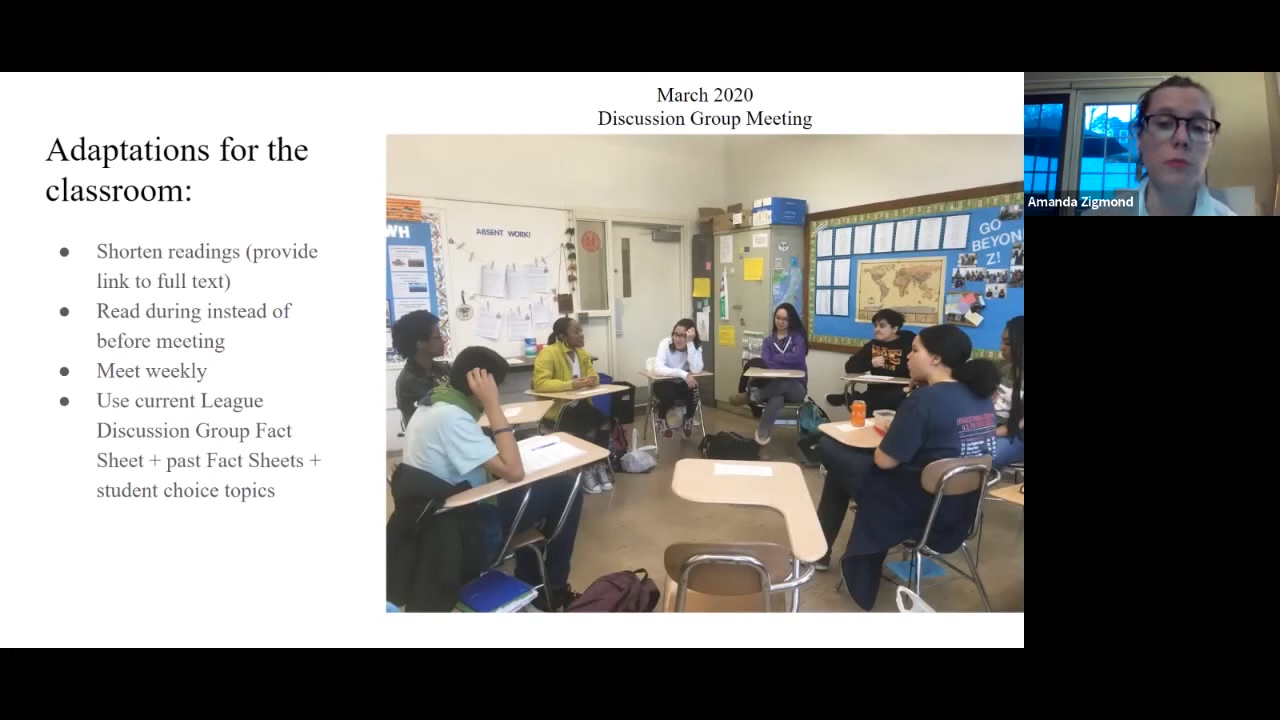 March 2020
Discussion Group Meeting
Adaptations for the
classroom:
● Shorten readings (provide
link to full text)
● Read during instead of
before meeting
● Meet weekly
● Use current League
Discussion Group Fact
Sheet + past Fact Sheets +
student choice topics
WH
ABSENT WORK!
GO
BEYON
Z!
Amanda Zigmond